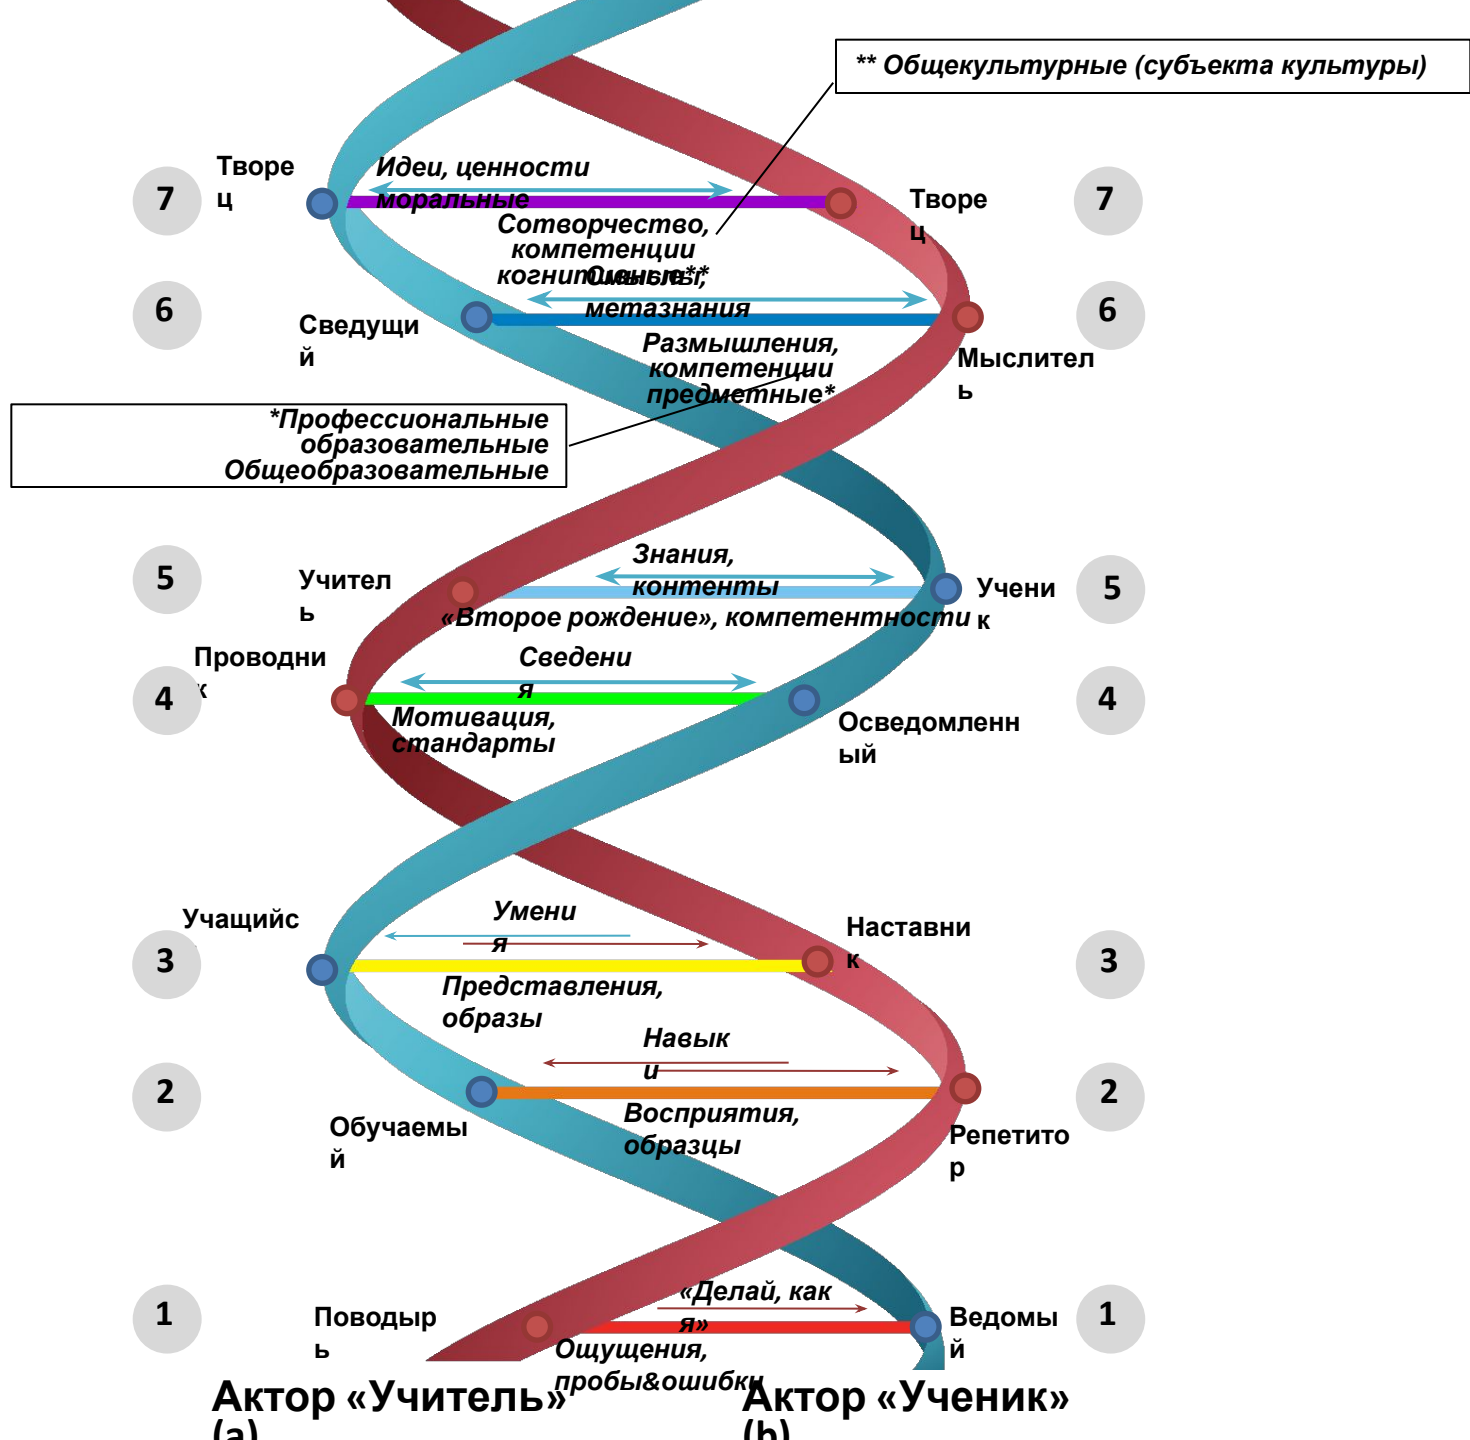 ** Общекультурные (субъекта культуры)
7
Творе
ц
Идеи, ценности
моральные
Творе
ц
7
Сотворчество,
компетенции
когнитивные**
6
Сведущи
й
Смыслы,
метазнания
6
Мыслител
ь
Размышления,
компетенции
предметные*
*Профессиональные
образовательные
Общеобразовательные
5
Учител
ь
Знания,
контенты
Учени
к
5
«Второе рождение», компетентности
Проводни
к
4
Сведени
я
4
Мотивация,
стандарты
Осведомленн
ый
Учащийс
3
Умени
я
Наставни
к
3
Представления,
образы
Навык
и
2
2
Обучаемы
й
Восприятия,
образцы
Репетито
р
1
Поводыр
ь
«Делай, как
я»
Ведомы
й
1
Ощущения,
пробы&ошибки
Актор «Учитель»
(a)
Актор «Ученик»
(b)